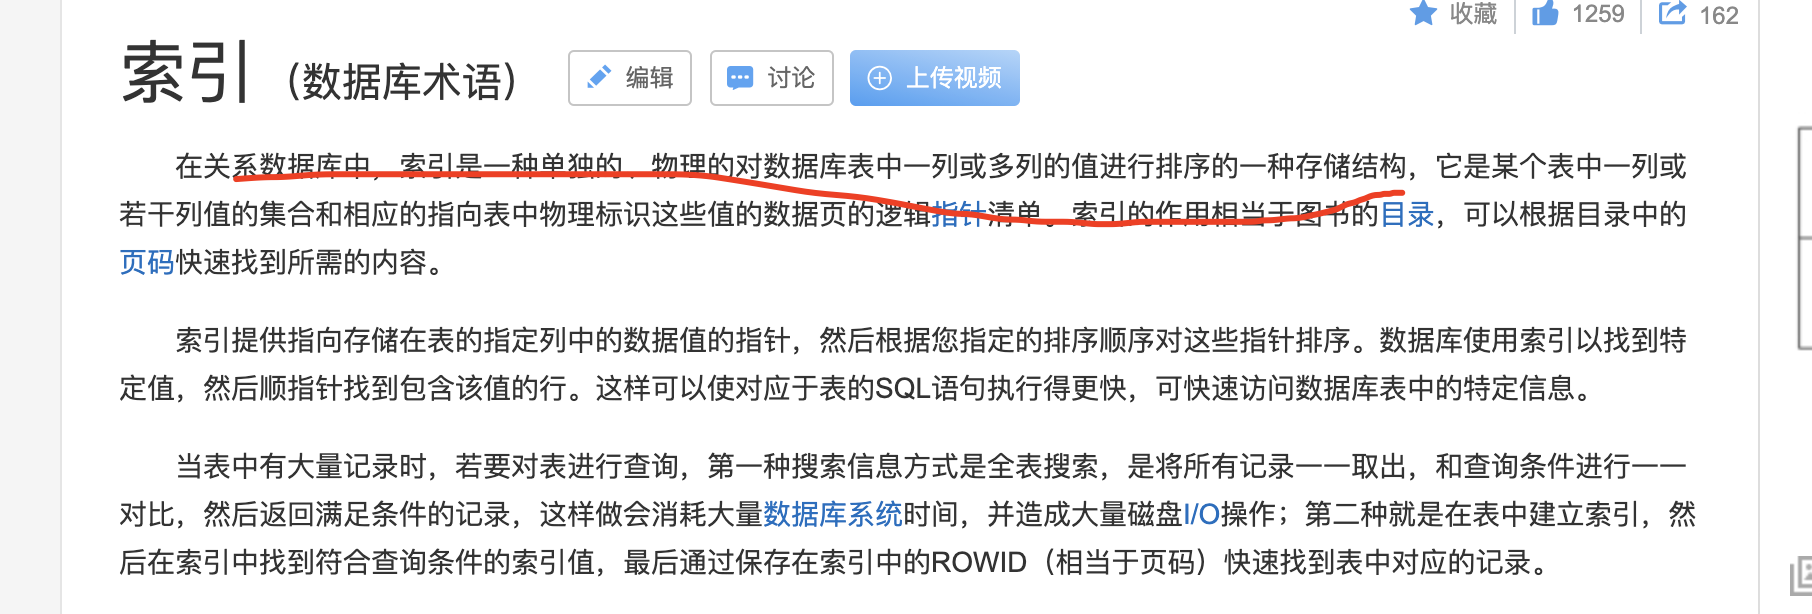 收藏 1259 162
索引 （数据库术语） 编辑 讨论 上传视频
在关系数据库中，索引是一种单独的、物理的对数据库表中一列或多列的值进行排序的一种存储结构，它是某个表中一列或
若干列值的集合和相应的指向表中物理标识这些值的数据页的逻辑指针清单。索引的作用相当于图书的目录，可以根据目录中的
页码快速找到所需的内容。
索引提供指向存储在表的指定列中的数据值的指针，然后根据您指定的排序顺序对这些指针排序。数据库使用索引以找到特
定值，然后顺指针找到包含该值的行。这样可以使对应于表的SQL语句执行得更快，可快速访问数据库表中的特定信息。
当表中有大量记录时，若要对表进行查询，第一种搜索信息方式是全表搜索，是将所有记录一一取出，和查询条件进行一一
对比，然后返回满足条件的记录，这样做会消耗大量数据库系统时间，并造成大量磁盘I/O操作；第二种就是在表中建立索引，然
后在索引中找到符合查询条件的索引值，最后通过保存在索引中的ROWID（相当于页码）快速找到表中对应的记录。